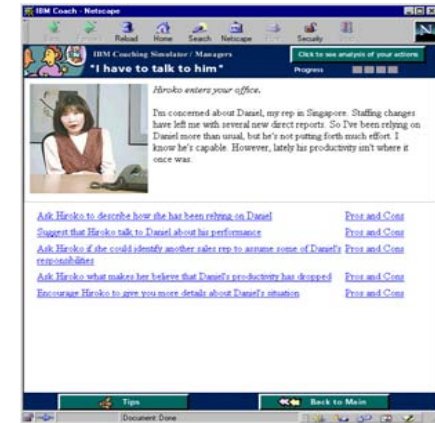 IBM Coach - Netscape
Reload Home Search Netscape Security
N
IBM Coaching Simulator / Managers
Click to see analysis of your actions
"I have to talk to him"
Progress
Hiroko enters your office.
I'm concerned about Daniel, my rep in Singapore. Staffing changes
have left me with several new direct reports. So I've been relying on
Daniel more than usual, but he's not putting forth much effort. I
know he's capable. However, lately his productivity isn't where it
once was.
Ask Hiroko to describe how she has been relying on Daniel Pros and Cons
Suggest that Hiroko talk to Daniel about his performance Pros and Cons
Ask Hiroko if she could identify another sales rep to assume some of Daniel's Pros and Cons
responsibilities
Ask Hiroko what makes her believe that Daniel's productivity has dropped Pros and Cons
Encourage Hiroko to give you more details about Daniel's situation Pros and Cons
Tips
Back to Main
Document: Done